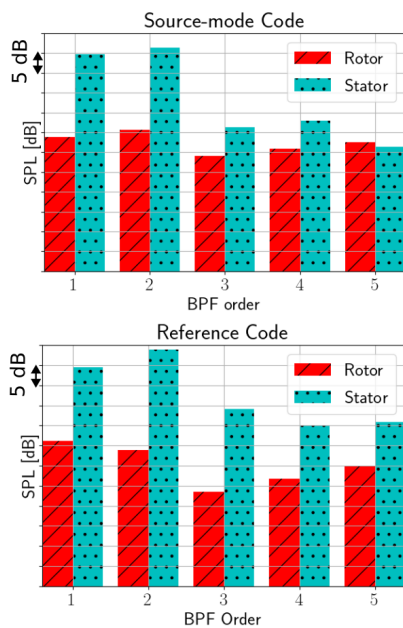 Source-mode Code
5 dB
SPL [dB]
Rotor
Stator
1 2 3 4 5
BPF order
Reference Code
5 dB
SPL [dB]
Rotor
Stator
1 2 3 4 5
BPF Order